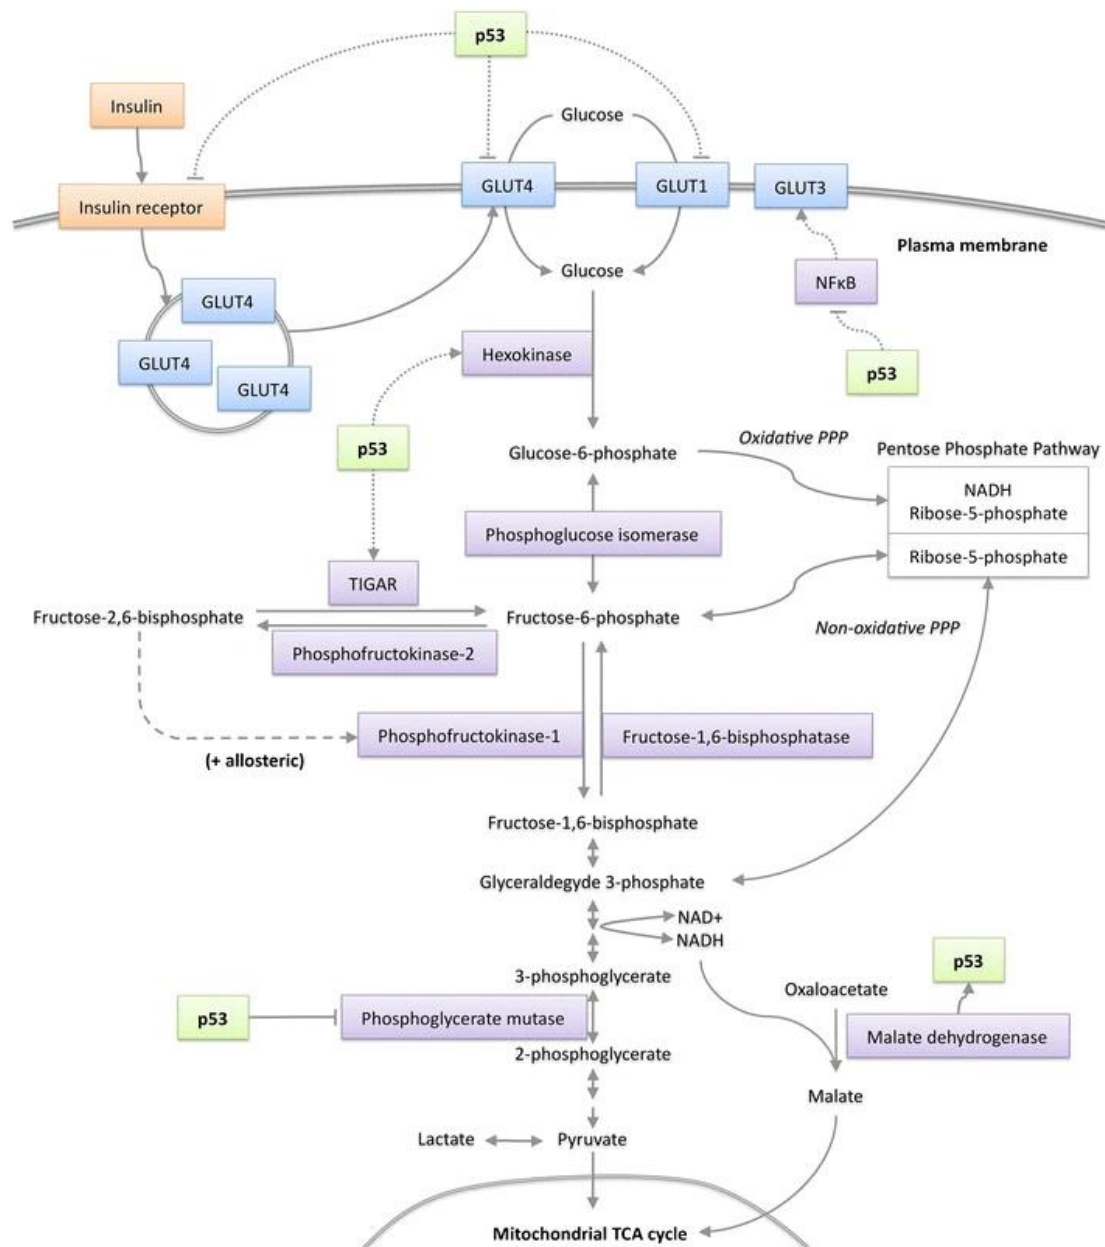 p53
Insulin
Glucose
Insulin receptor
GLUT4
GLUT1
GLUT3
Plasma membrane
Glucose
NFκB
GLUT4
GLUT4
GLUT4
Hexokinase
p53
p53
Glucose-6-phosphate
Oxidative PPP
Pentose Phosphate Pathway
NADH
Ribose-5-phosphate
Phosphoglucose isomerase
Ribose-5-phosphate
TIGAR
Fructose-2,6-bisphosphate
Fructose-6-phosphate
Non-oxidative PPP
Phosphofructokinase-2
Phosphofructokinase-1
Fructose-1,6-bisphosphatase
(+ allosteric)
Fructose-1,6-bisphosphate
Glyceraldegyde 3-phosphate
NAD+
NADH
3-phosphoglycerate
p53
Oxaloacetate
p53
Phosphoglycerate mutase
Malate dehydrogenase
2-phosphoglycerate
Malate
Lactate
Pyruvate
Mitochondrial TCA cycle